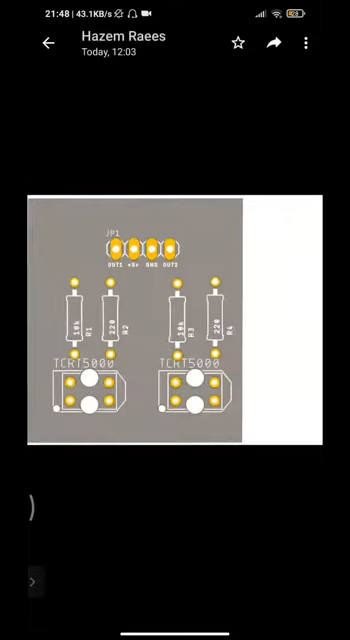 21:48 | 43.1KB/s
28
Hazem Raees
Today, 12:03
JP1
OUT1 +5v GND OUT2
10k R1 220 R2 10k R3 220 R4
TCRT5000 TCRT5000